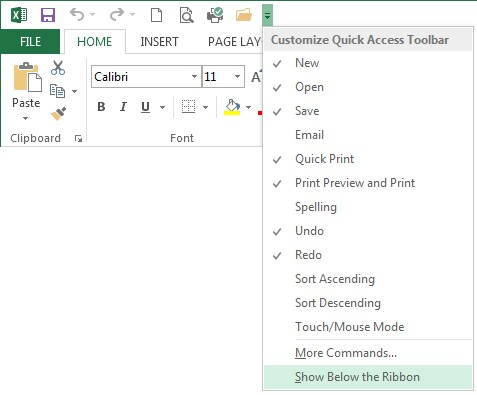 Customize Quick Access Toolbar
FILE HOME INSERT PAGE LAY
Calibri 11 A
Paste
B I U
Clipboard Font
New
Open
Save
Email
Quick Print
Print Preview and Print
Spelling
Undo
Redo
Sort Ascending
Sort Descending
Touch/Mouse Mode
More Commands...
Show Below the Ribbon